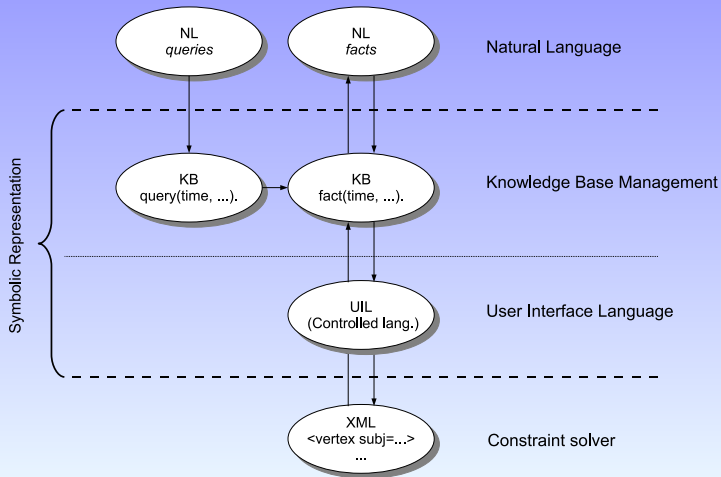 NL
queries
NL
facts
Natural Language
KB
query(time, ...).
KB
fact(time, ...).
Knowledge Base Management
Symbolic Representation
UIL
(Controlled lang.)
User Interface Language
XML
<vertex subj=...>
...
Constraint solver